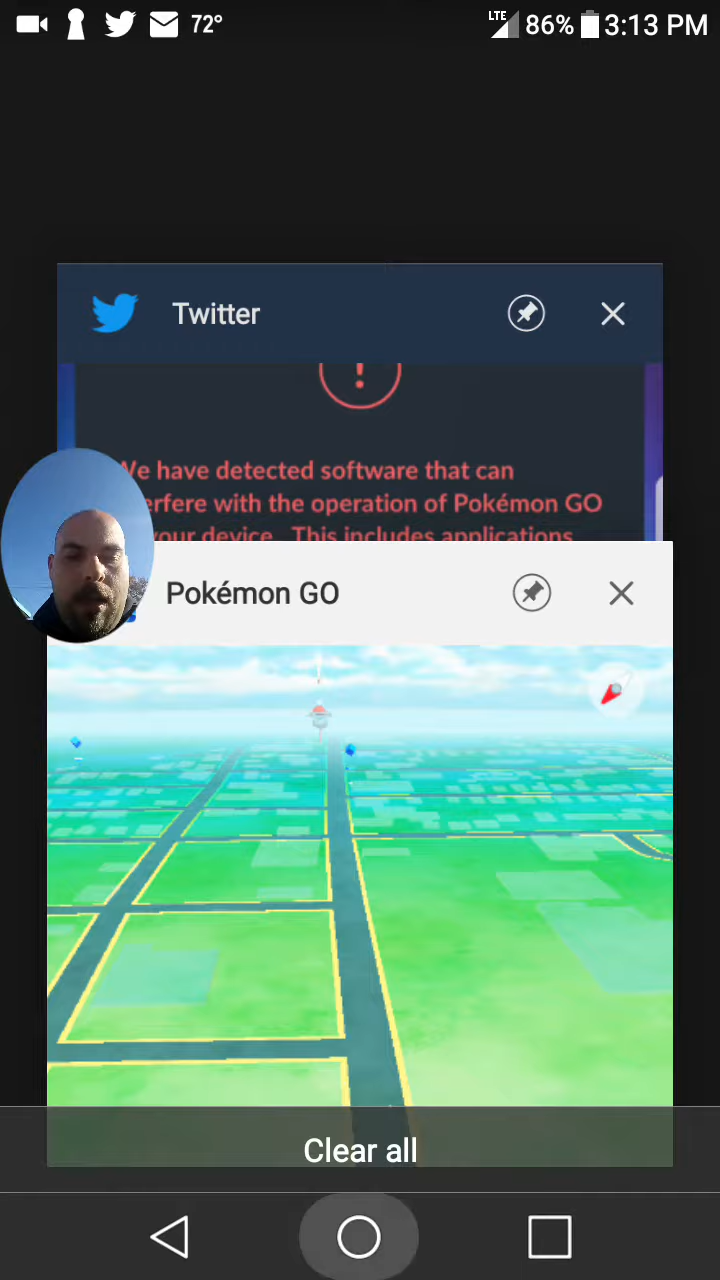 72°
LTE 86% 3:13 PM
Twitter
!
We have detected software that can
erfere with the operation of Pokémon GO
your device. This includes applications
Pokémon GO
Clear all